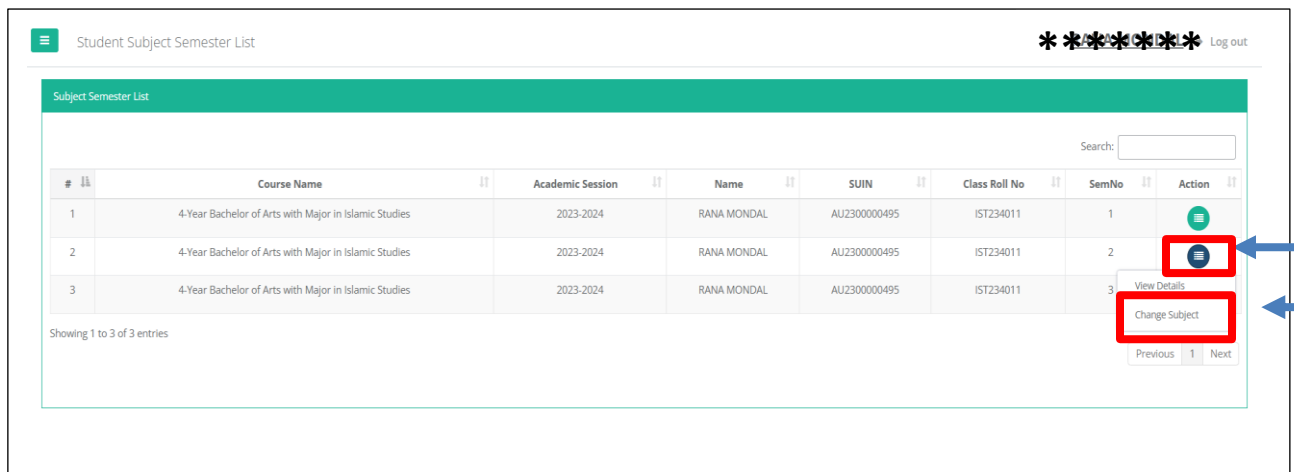 Student Subject Semester List
Log out
Subject Semester List
Search:
# Course Name Academic Session Name SUIN Class Roll No SemNo Action
1 4-Year Bachelor of Arts with Major in Islamic Studies 2023-2024 RANA MONDAL AU2300000495 IST234011 1
2 4-Year Bachelor of Arts with Major in Islamic Studies 2023-2024 RANA MONDAL AU2300000495 IST234011 2
3 4-Year Bachelor of Arts with Major in Islamic Studies 2023-2024 RANA MONDAL AU2300000495 IST234011 3
View Details
Change Subject
Showing 1 to 3 of 3 entries
Previous 1 Next